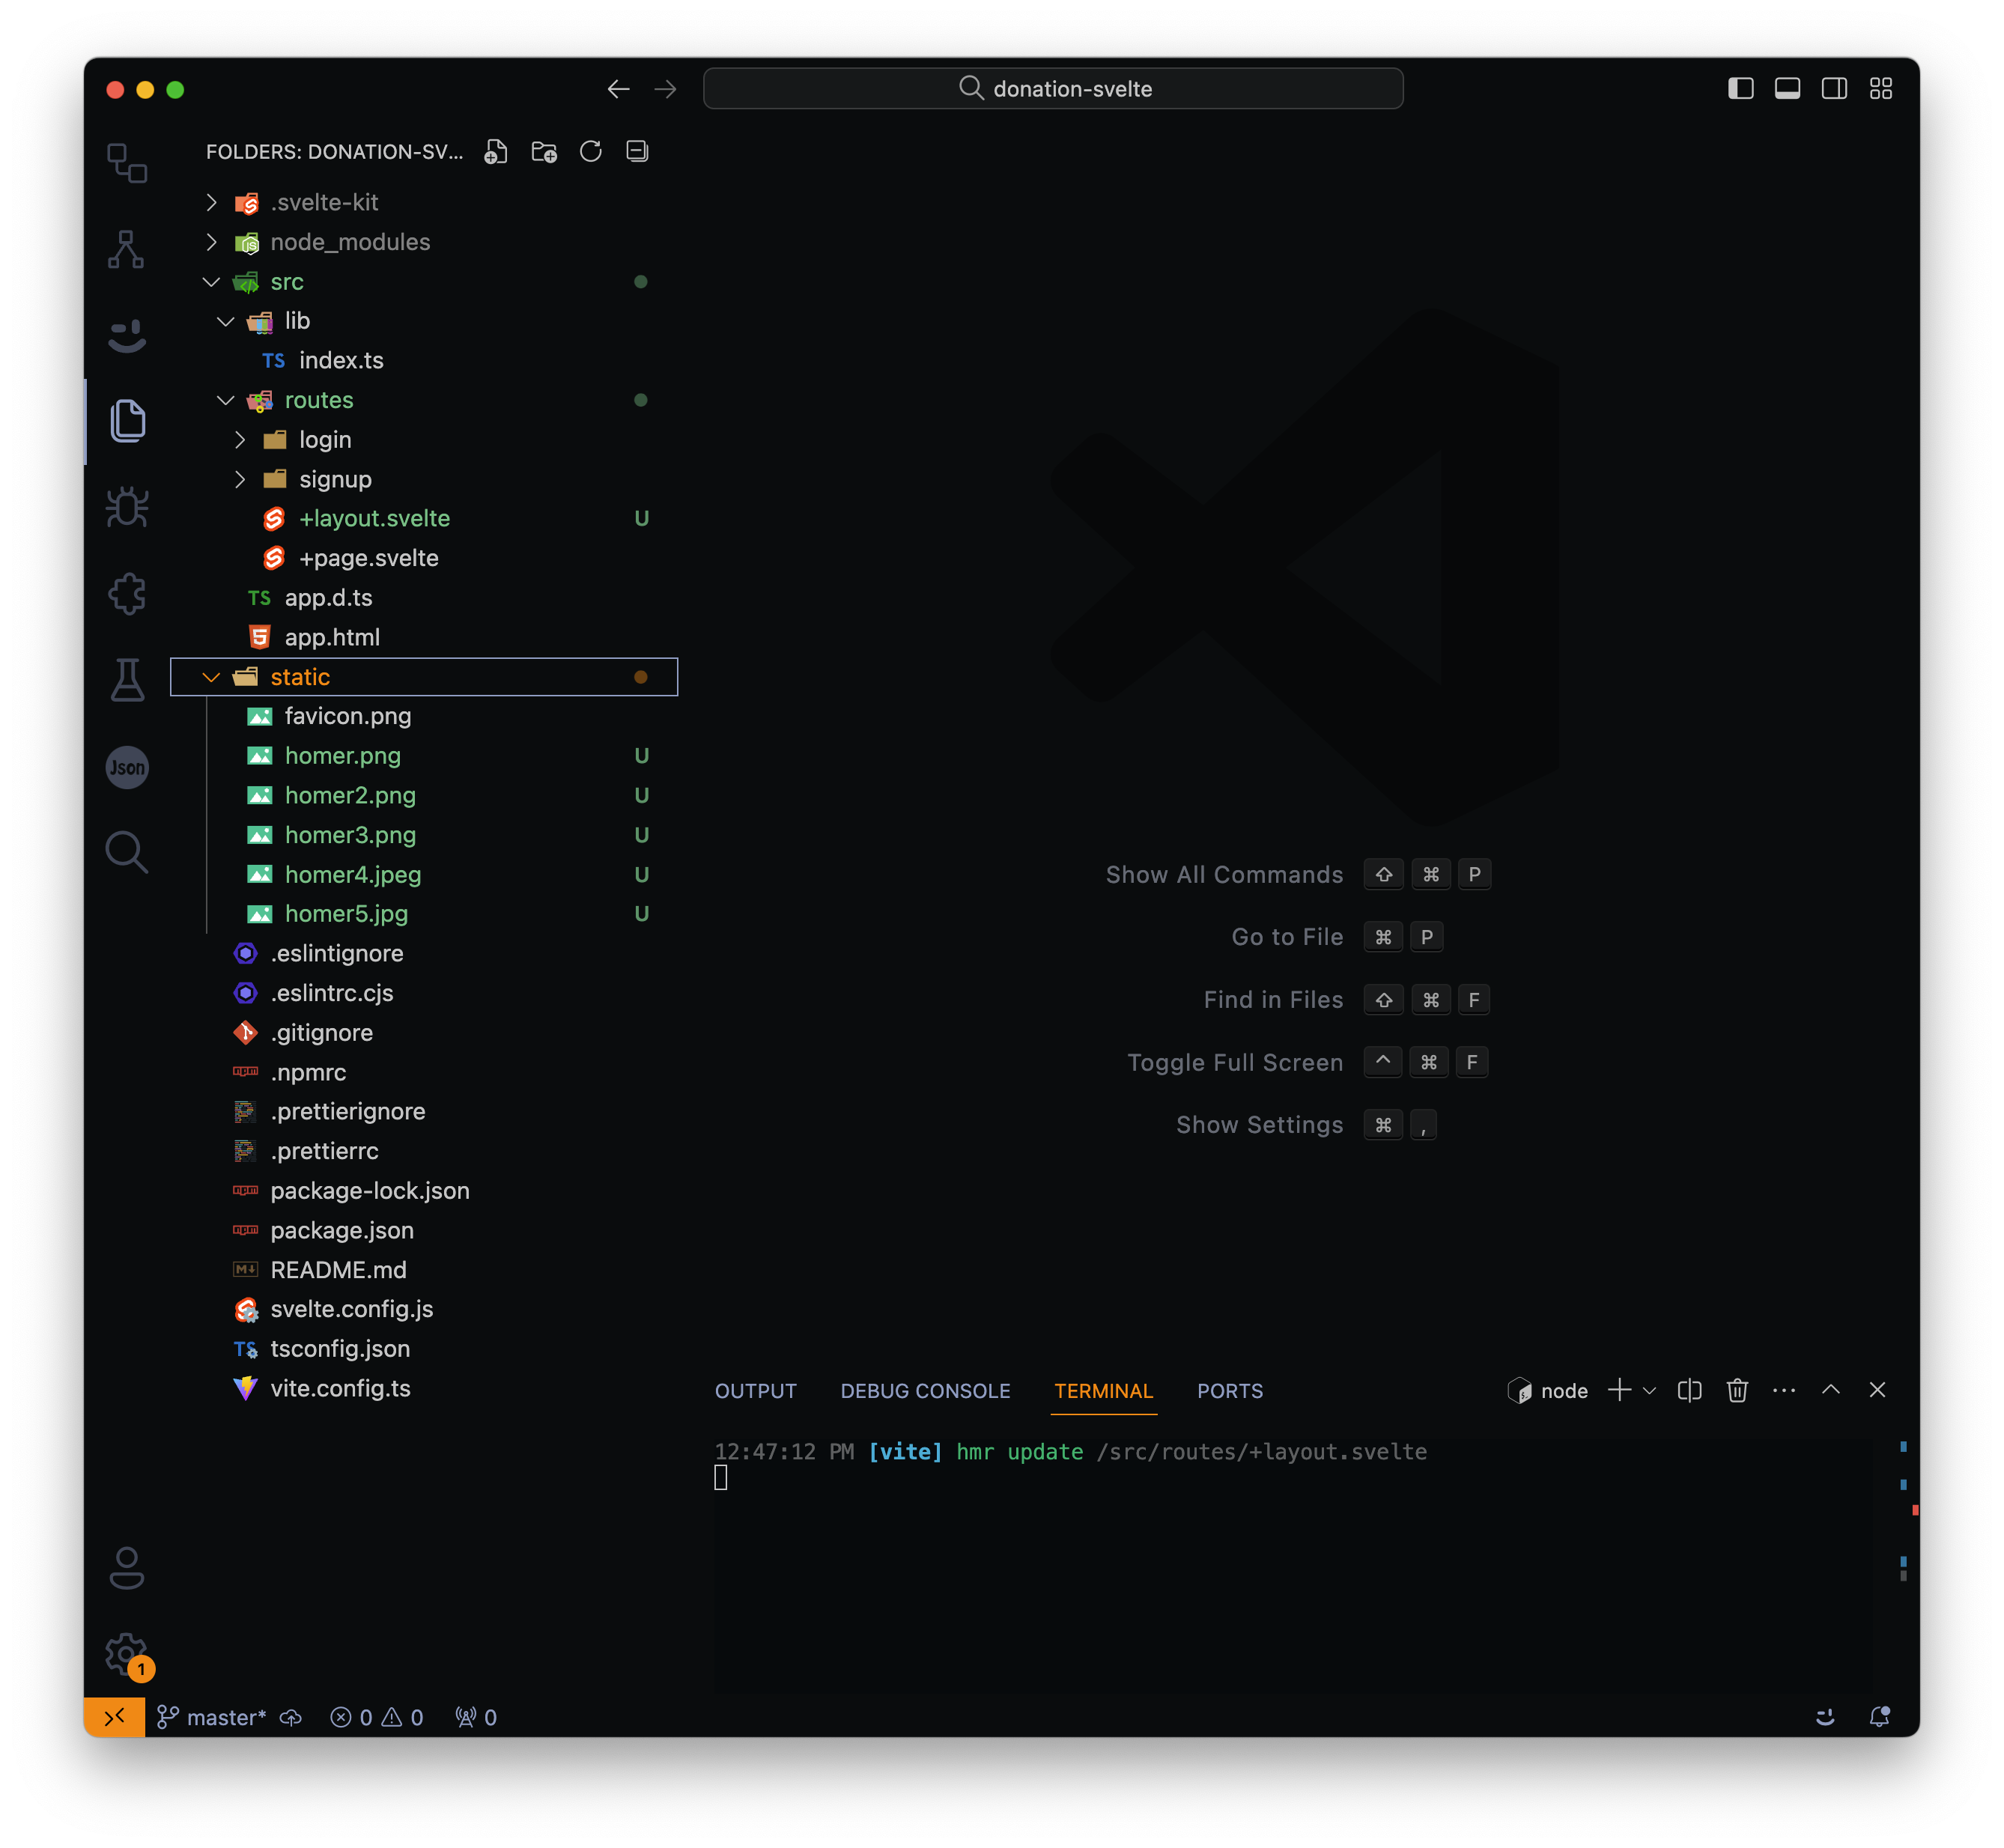 donation-svelte
FOLDERS: DONATION-SV...
.svelte-kit
node_modules
src
lib
TS index.ts
routes
login
signup
+layout.svelte U
+page.svelte
TS app.d.ts
app.html
static
favicon.png
homer.png U
homer2.png U
homer3.png U
homer4.jpeg U
homer5.jpg U
.eslintignore
.eslintrc.cjs
.gitignore
.npmrc
.prettierignore
.prettierrc
package-lock.json
package.json
README.md
svelte.config.js
TS tsconfig.json
vite.config.ts
Json
Show All Commands ⇧ ⌘ P
Go to File ⌘ P
Find in Files ⇧ ⌘ F
Toggle Full Screen ^ ⌘ F
Show Settings ⌘ ,
OUTPUT DEBUG CONSOLE TERMINAL PORTS node
12:47:12 PM [vite] hmr update /src/routes/+layout.svelte
1
master* 0 0 0